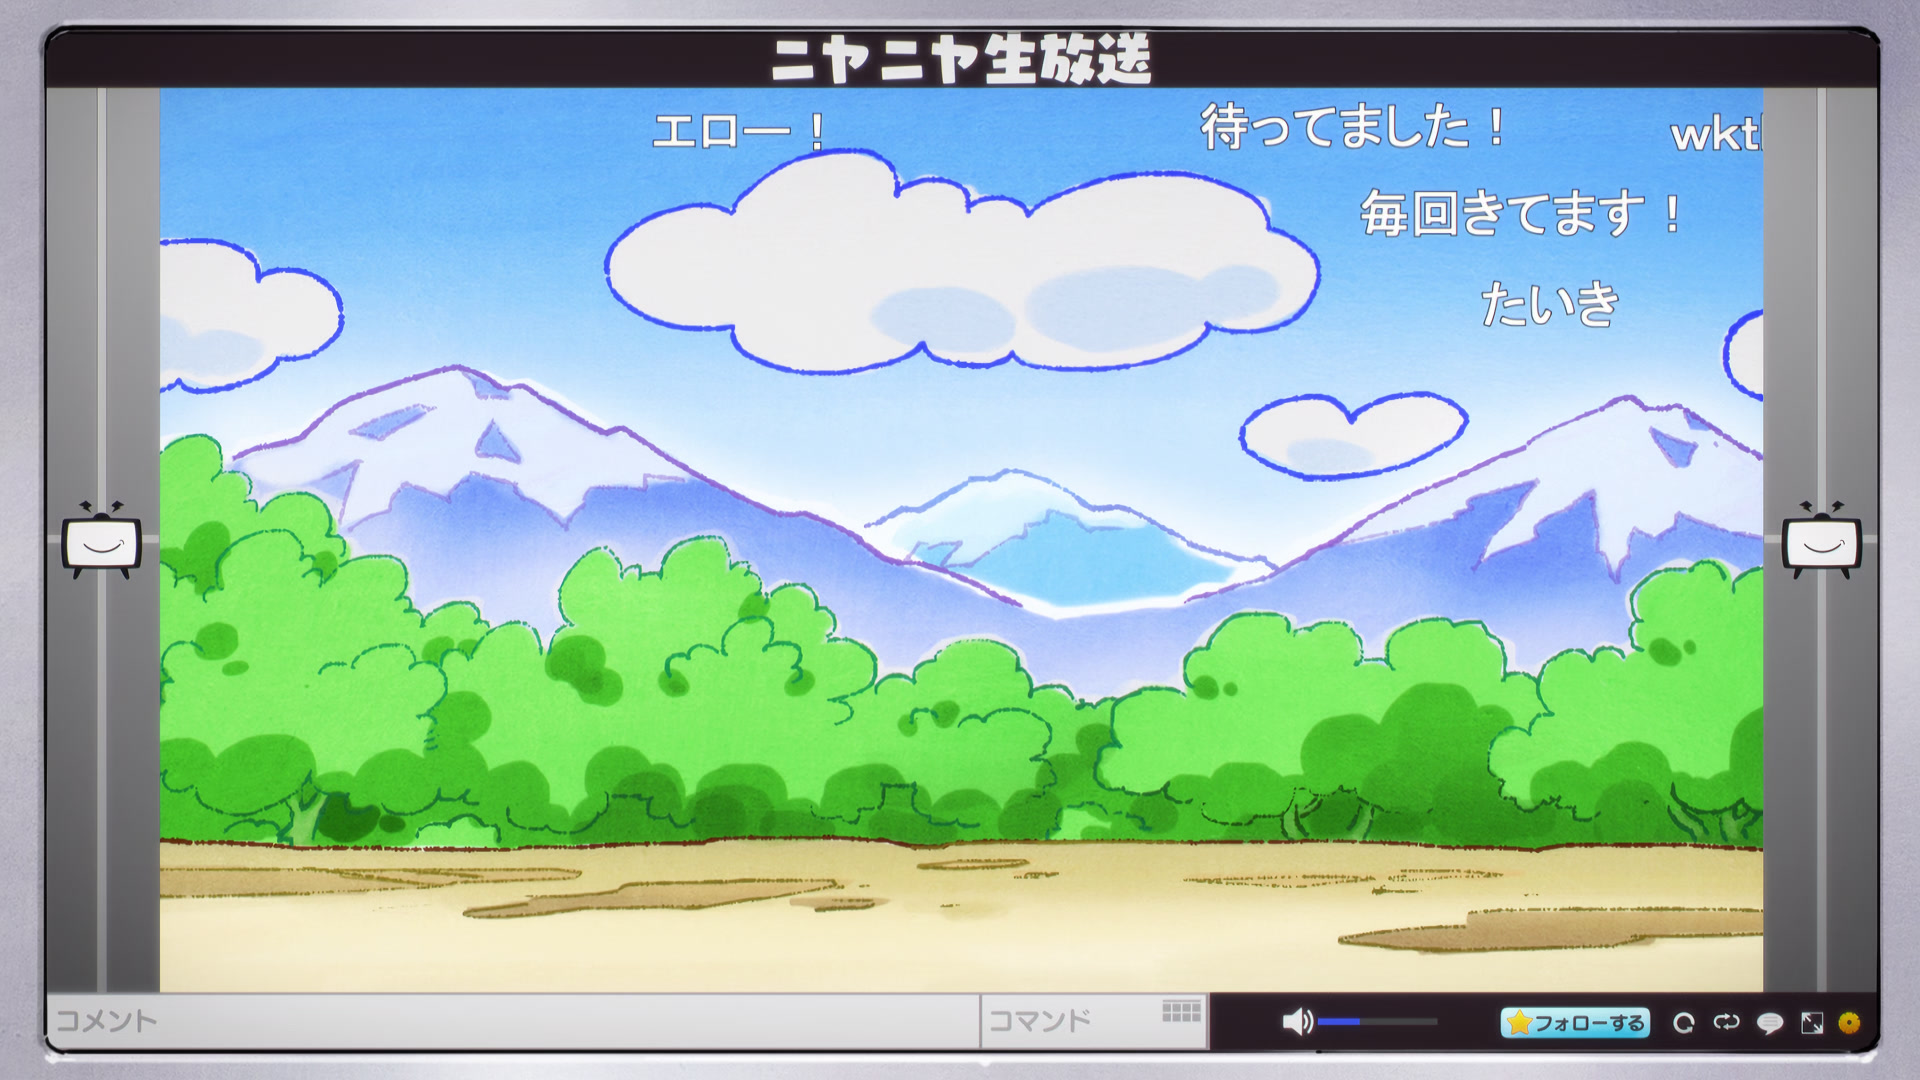 ニヤニヤ生放送
エロー！
待ってました！
wkt
毎回きてます！
たいき
コメント
コマンド
フォローする